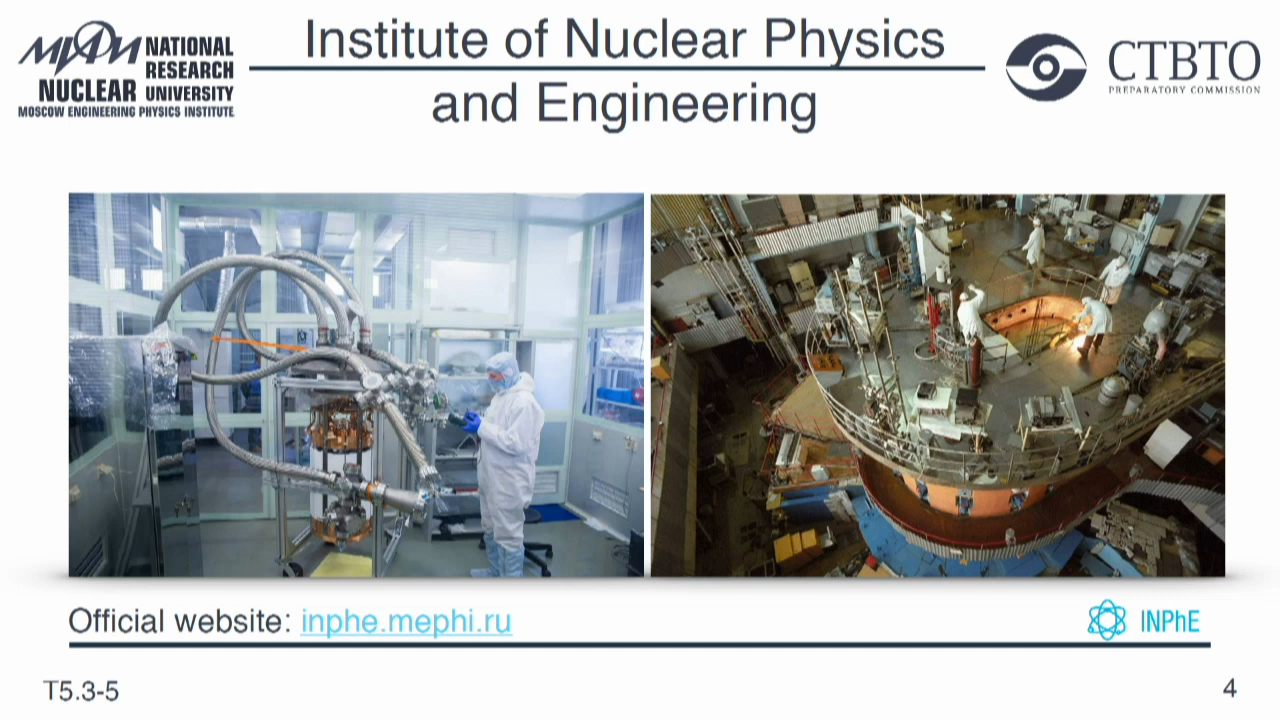 MEPhI NATIONAL
RESEARCH
NUCLEAR UNIVERSITY
MOSCOW ENGINEERING PHYSICS INSTITUTE
Institute of Nuclear Physics
and Engineering
CTBTO
PREPARATORY COMMISSION
Official website: inphe.mephi.ru
INPhE
T5.3-5
4